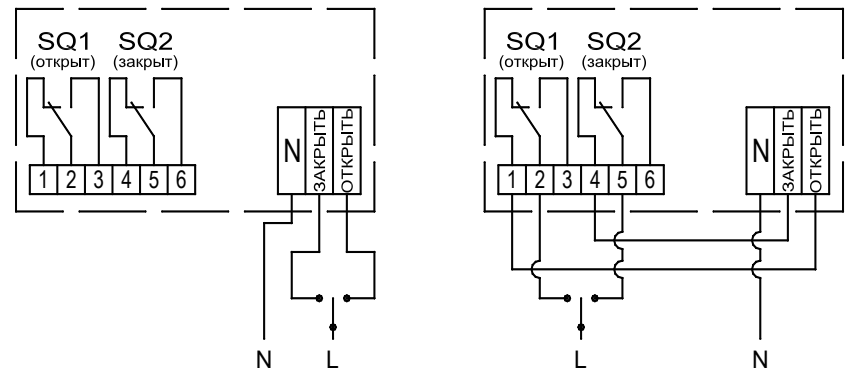 SQ1 SQ2
(открыт) (закрыт)
N ЗАКРЫТЬ ОТКРЫТЬ
1 2 3 4 5 6
N L
SQ1 SQ2
(открыт) (закрыт)
N ЗАКРЫТЬ ОТКРЫТЬ
1 2 3 4 5 6
L N